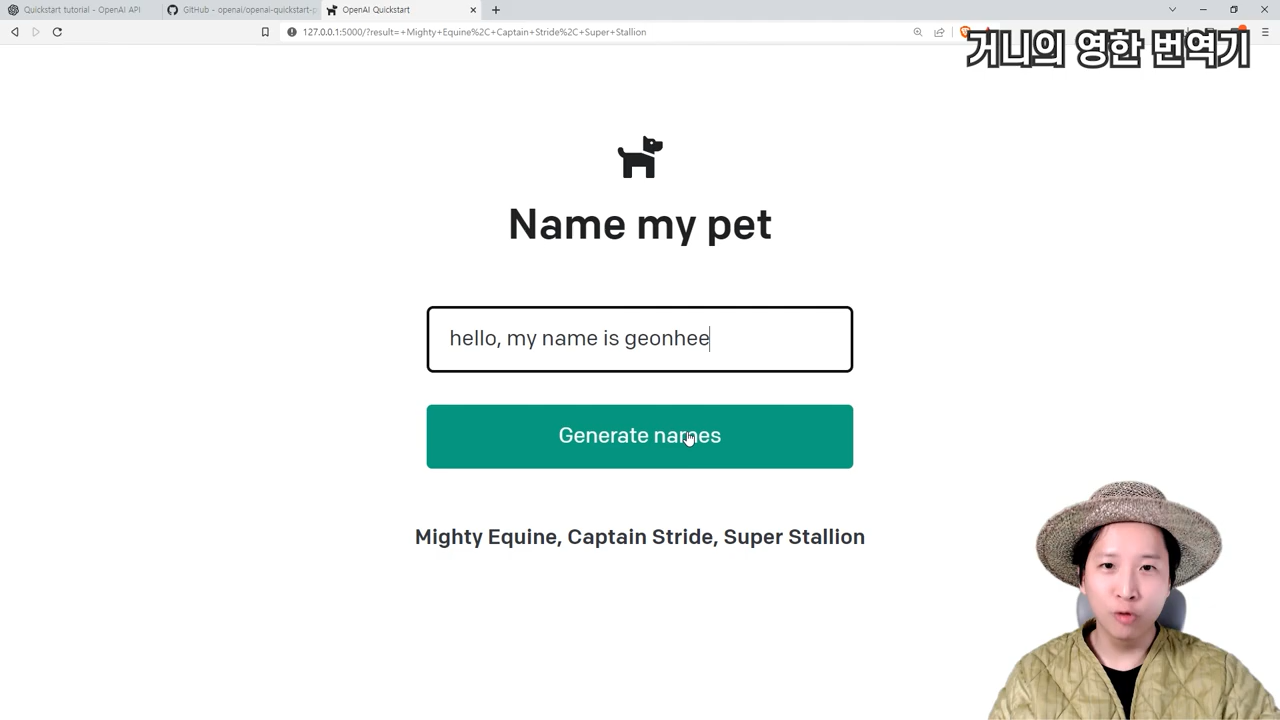 Quickstart tutorial - OpenAI API
GitHub - openai/openai-quickstart-p
OpenAI Quickstart
127.0.0.1:5000/?result=+Mighty+Equine%2C+Captain+Stride%2C+Super+Stallion
거니의 영한 번역기
Name my pet
hello, my name is geonhee
Generate names
Mighty Equine, Captain Stride, Super Stallion